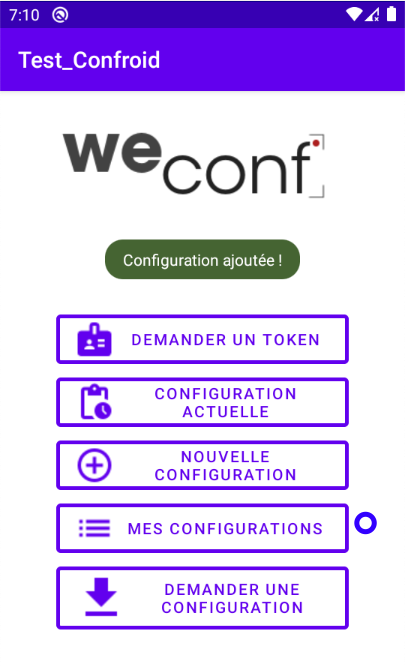 7:10
Test_Confroid
weconf
Configuration ajoutée !
DEMANDER UN TOKEN
CONFIGURATION
ACTUELLE
NOUVELLE
CONFIGURATION
MES CONFIGURATIONS
DEMANDER UNE
CONFIGURATION